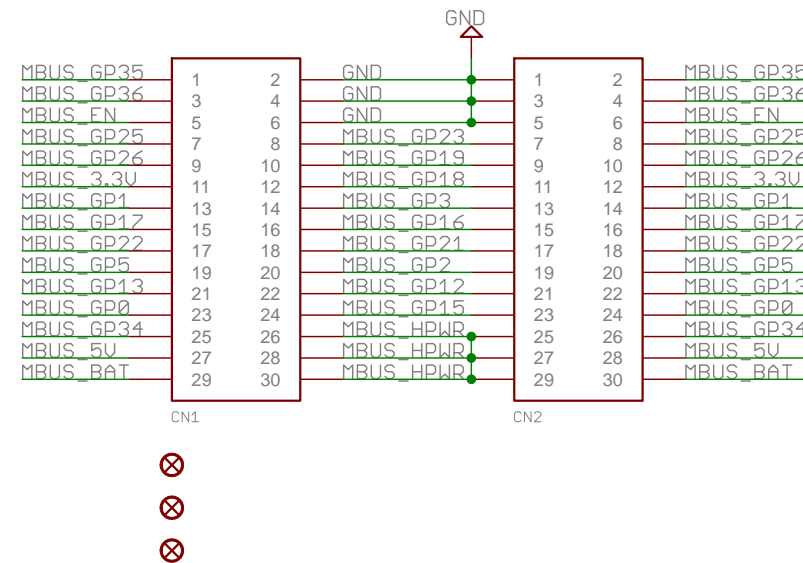 GND
MBUS_GP35 1 2 GND 1 2 MBUS_GP35
MBUS_GP36 3 4 GND 3 4 MBUS_GP36
MBUS_EN 5 6 GND 5 6 MBUS_EN
MBUS_GP25 7 8 MBUS_GP23 7 8 MBUS_GP25
MBUS_GP26 9 10 MBUS_GP19 9 10 MBUS_GP26
MBUS_3.3V 11 12 MBUS_GP18 11 12 MBUS_3.3V
MBUS_GP1 13 14 MBUS_GP3 13 14 MBUS_GP1
MBUS_GP17 15 16 MBUS_GP16 15 16 MBUS_GP17
MBUS_GP22 17 18 MBUS_GP21 17 18 MBUS_GP22
MBUS_GP5 19 20 MBUS_GP2 19 20 MBUS_GP5
MBUS_GP13 21 22 MBUS_GP12 21 22 MBUS_GP13
MBUS_GP0 23 24 MBUS_GP15 23 24 MBUS_GP0
MBUS_GP34 25 26 MBUS_HPWR 25 26 MBUS_GP34
MBUS_5V 27 28 MBUS_HPWR 27 28 MBUS_5V
MBUS_BAT 29 30 MBUS_HPWR 29 30 MBUS_BAT
CN1 CN2